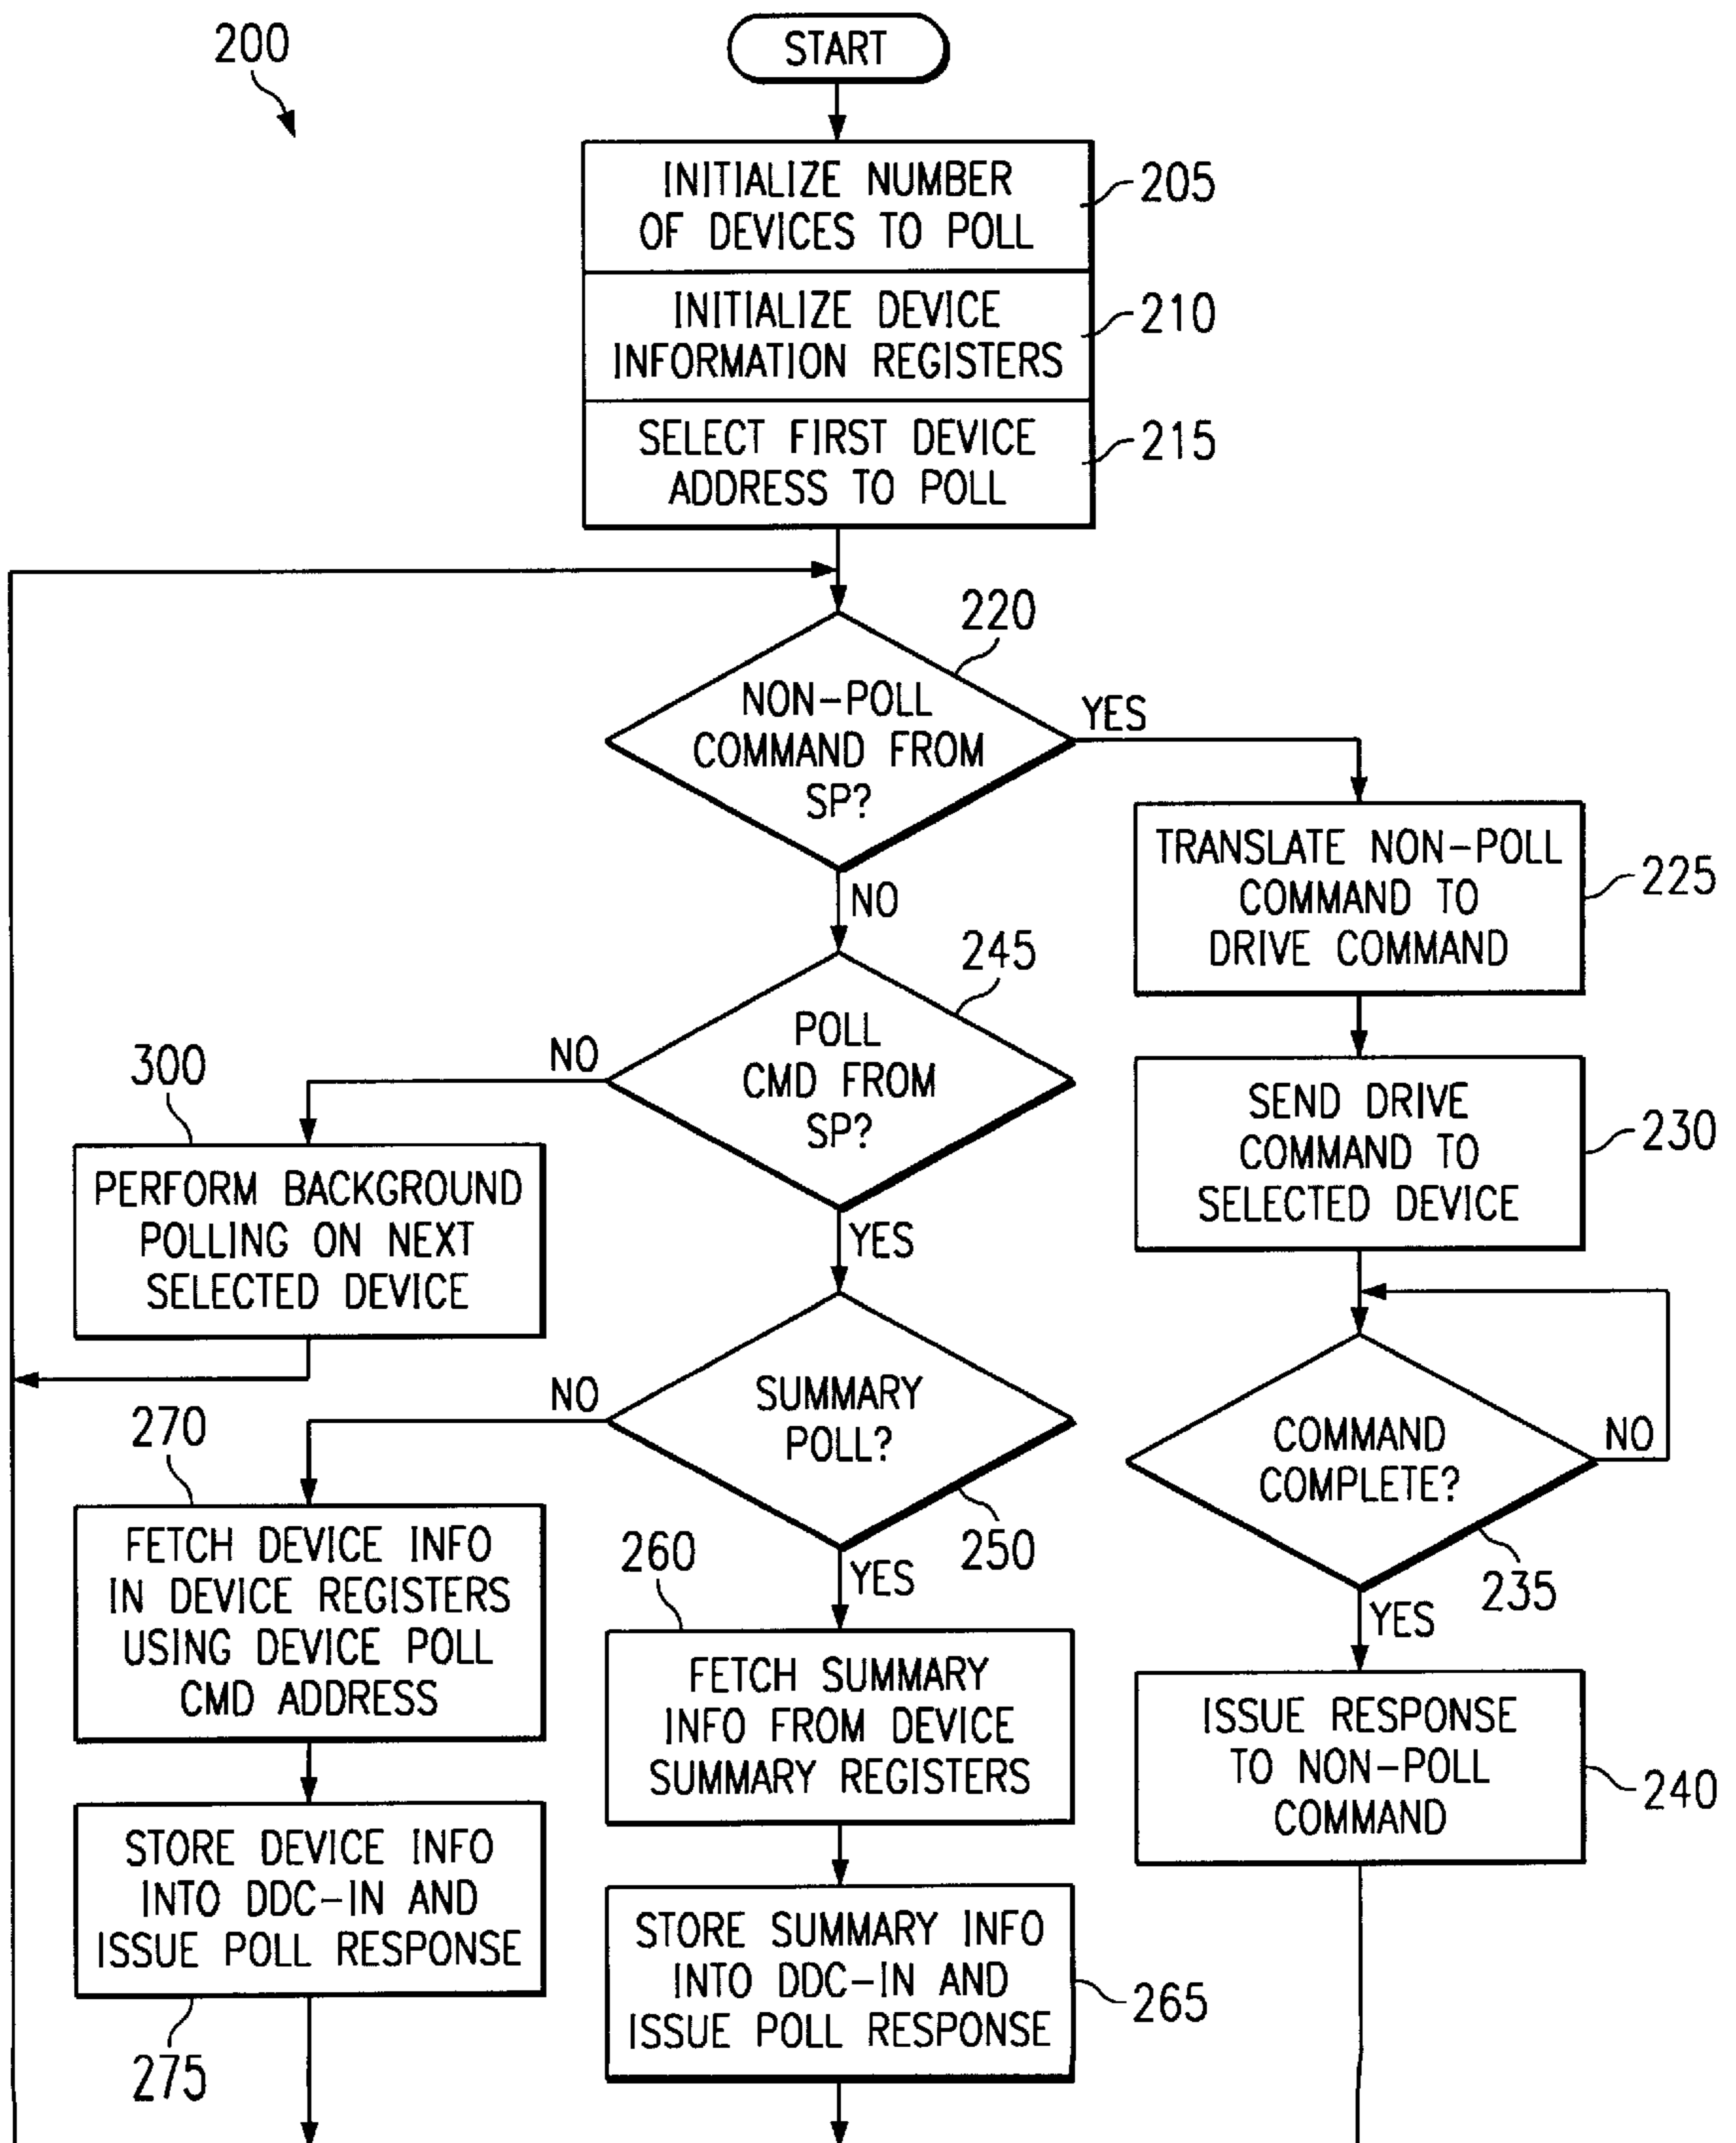 200
START
INITIALIZE NUMBER
OF DEVICES TO POLL
205
INITIALIZE DEVICE
INFORMATION REGISTERS
210
SELECT FIRST DEVICE
ADDRESS TO POLL
215
220
NON-POLL
COMMAND FROM
SP?
YES
NO
TRANSLATE NON-POLL
COMMAND TO
DRIVE COMMAND
225
245
POLL
CMD FROM
SP?
NO
YES
300
PERFORM BACKGROUND
POLLING ON NEXT
SELECTED DEVICE
SEND DRIVE
COMMAND TO
SELECTED DEVICE
230
SUMMARY
POLL?
NO
YES
250
COMMAND
COMPLETE?
NO
YES
235
270
FETCH DEVICE INFO
IN DEVICE REGISTERS
USING DEVICE POLL
CMD ADDRESS
260
FETCH SUMMARY
INFO FROM DEVICE
SUMMARY REGISTERS
ISSUE RESPONSE
TO NON-POLL
COMMAND
240
STORE DEVICE INFO
INTO DDC-IN AND
ISSUE POLL RESPONSE
275
STORE SUMMARY INFO
INTO DDC-IN AND
ISSUE POLL RESPONSE
265